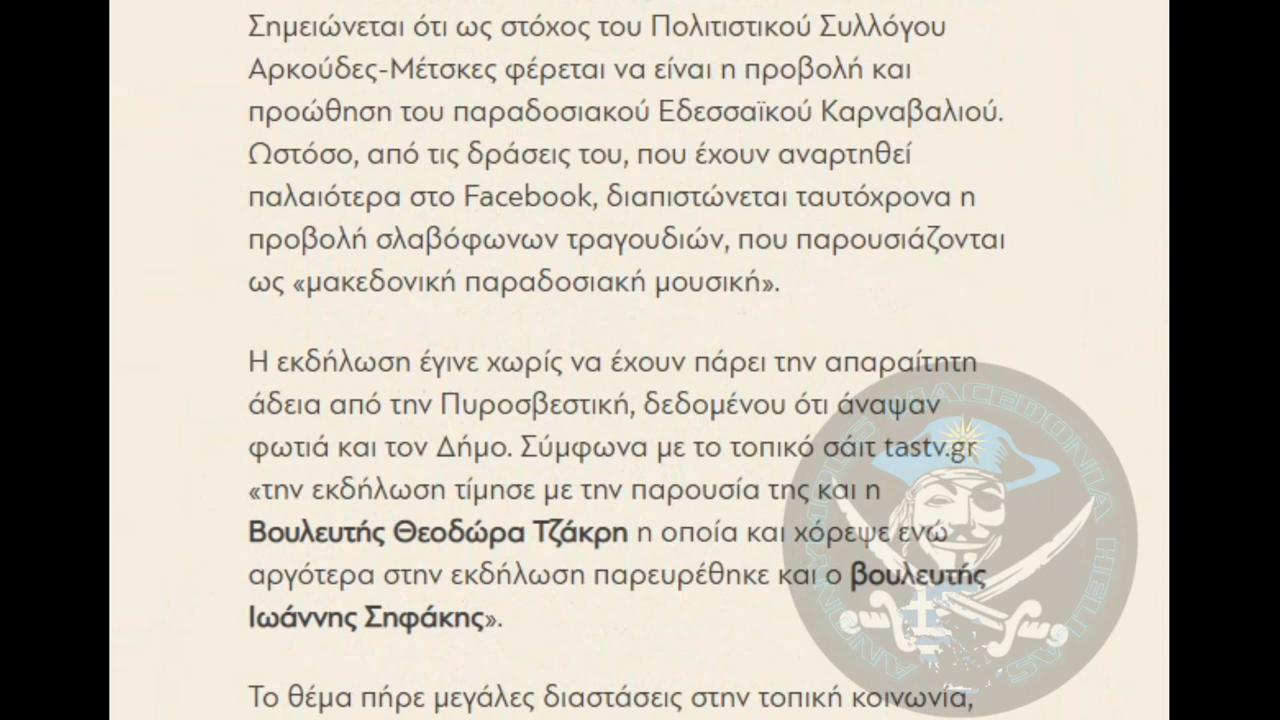 Σημειώνεται ότι ως στόχος του Πολιτιστικού Συλλόγου
Αρκούδες-Μέτσκες φέρεται να είναι η προβολή και
προώθηση του παραδοσιακού Εδεσσαϊκού Καρναβαλιού.
Ωστόσο, από τις δράσεις του, που έχουν αναρτηθεί
παλαιότερα στο Facebook, διαπιστώνεται ταυτόχρονα η
προβολή σλαβόφωνων τραγουδιών, που παρουσιάζονται
ως «μακεδονική παραδοσιακή μουσική».
Η εκδήλωση έγινε χωρίς να έχουν πάρει την απαραίτητη
άδεια από την Πυροσβεστική, δεδομένου ότι άναψαν
φωτιά και τον Δήμο. Σύμφωνα με το τοπικό σάιτ tastv.gr
«την εκδήλωση τίμησε με την παρουσία της και η
Βουλευτής Θεοδώρα Τζάκρη η οποία και χόρεψε ενώ
αργότερα στην εκδήλωση παρευρέθηκε και ο βουλευτής
Ιωάννης Σηφάκης».
Το θέμα πήρε μεγάλες διαστάσεις στην τοπική κοινωνία,
ANONYMOUS MACEDONIA HELLAS